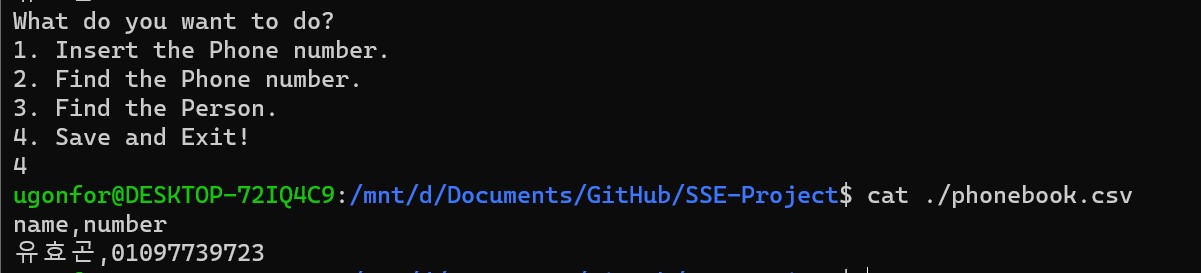 What do you want to do?
1. Insert the Phone number.
2. Find the Phone number.
3. Find the Person.
4. Save and Exit!
4
ugonfor@DESKTOP-72IQ4C9:/mnt/d/Documents/GitHub/SSE-Project$ cat ./phonebook.csv
name,number
유효곤,01097739723